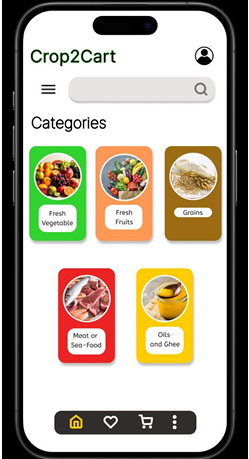 Crop2Cart
Categories
Fresh
Vegetable
Fresh
Fruits
Grains
Meat or
Sea-Food
Oils
and Ghee